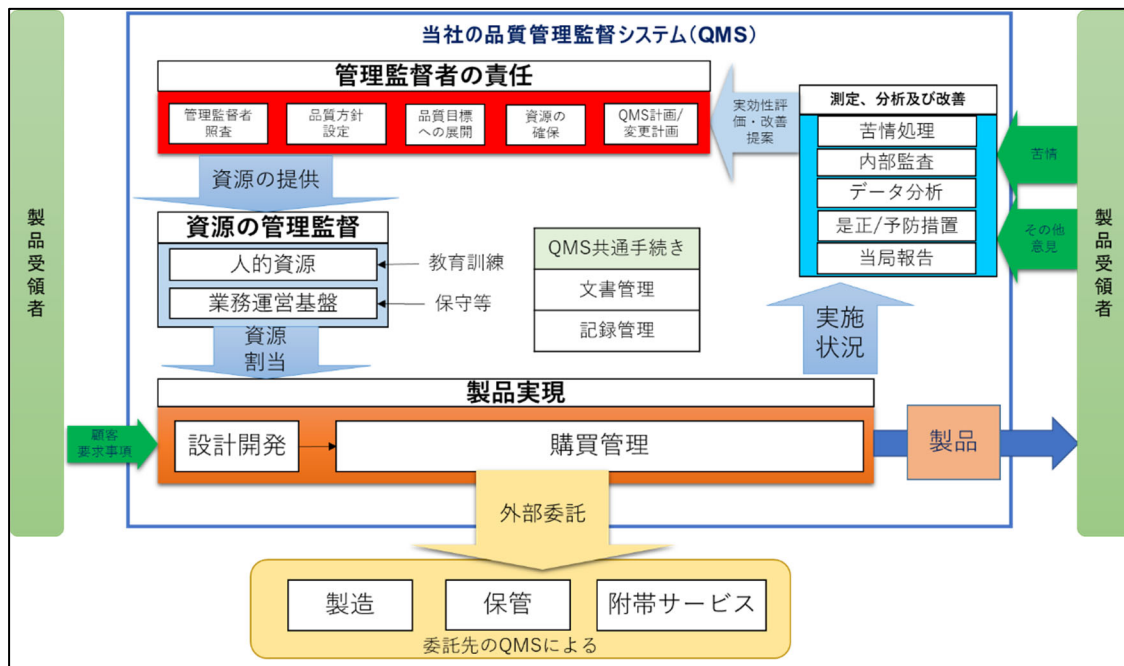 当社の品質管理監督システム(QMS)
管理監督者の責任
管理監督者
照査
品質方針
設定
品質目標
への展開
資源の
確保
QMS計画/
変更計画
実効性評
価・改善
提案
測定、分析及び改善
苦情処理
内部監査
データ分析
是正/予防措置
当局報告
苦情
その他
意見
製品受領者
製品受領者
資源の提供
資源の管理監督
人的資源
業務運営基盤
教育訓練
保守等
QMS共通手続き
文書管理
記録管理
資源
割当
実施
状況
製品実現
顧客
要求事項
設計開発
購買管理
製品
外部委託
製造
保管
附帯サービス
委託先のQMSによる